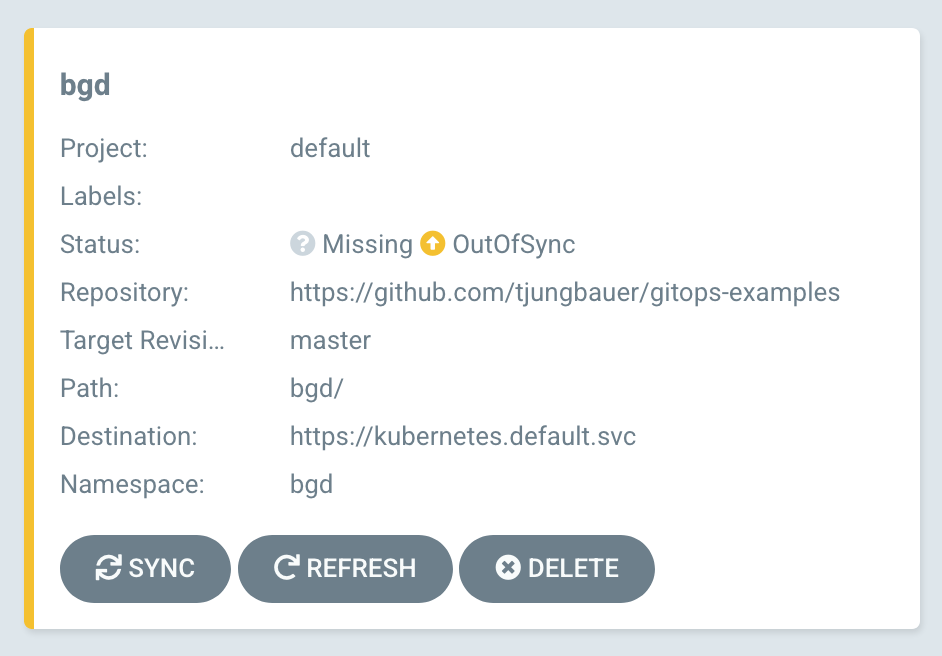 bgd
Project: default
Labels:
Status: Missing OutOfSync
Repository: https://github.com/tjungbauer/gitops-examples
Target Revisi... master
Path: bgd/
Destination: https://kubernetes.default.svc
Namespace: bgd
SYNC REFRESH DELETE